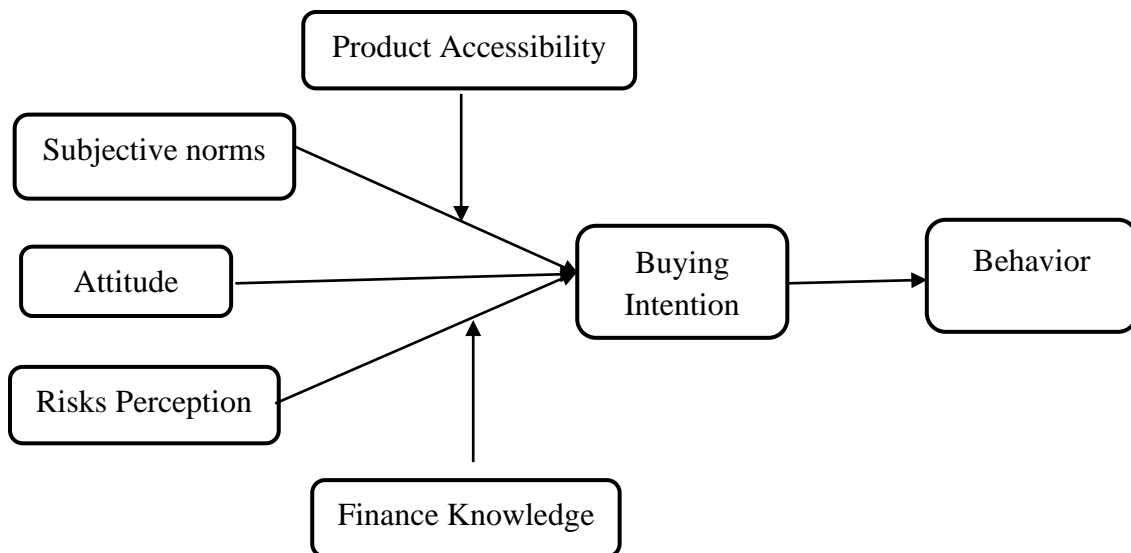 Product Accessibility
Subjective norms
Attitude
Buying
Intention
Behavior
Risks Perception
Finance Knowledge